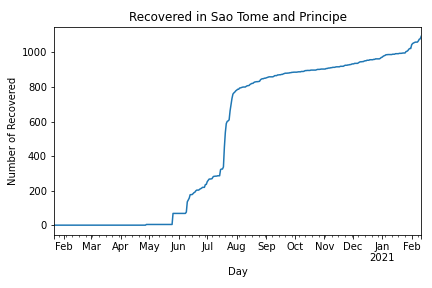 Recovered in Sao Tome and Principe
Number of Recovered
1000
800
600
400
200
0
Feb Mar Apr May Jun Jul Aug Sep Oct Nov Dec Jan Feb
2021
Day